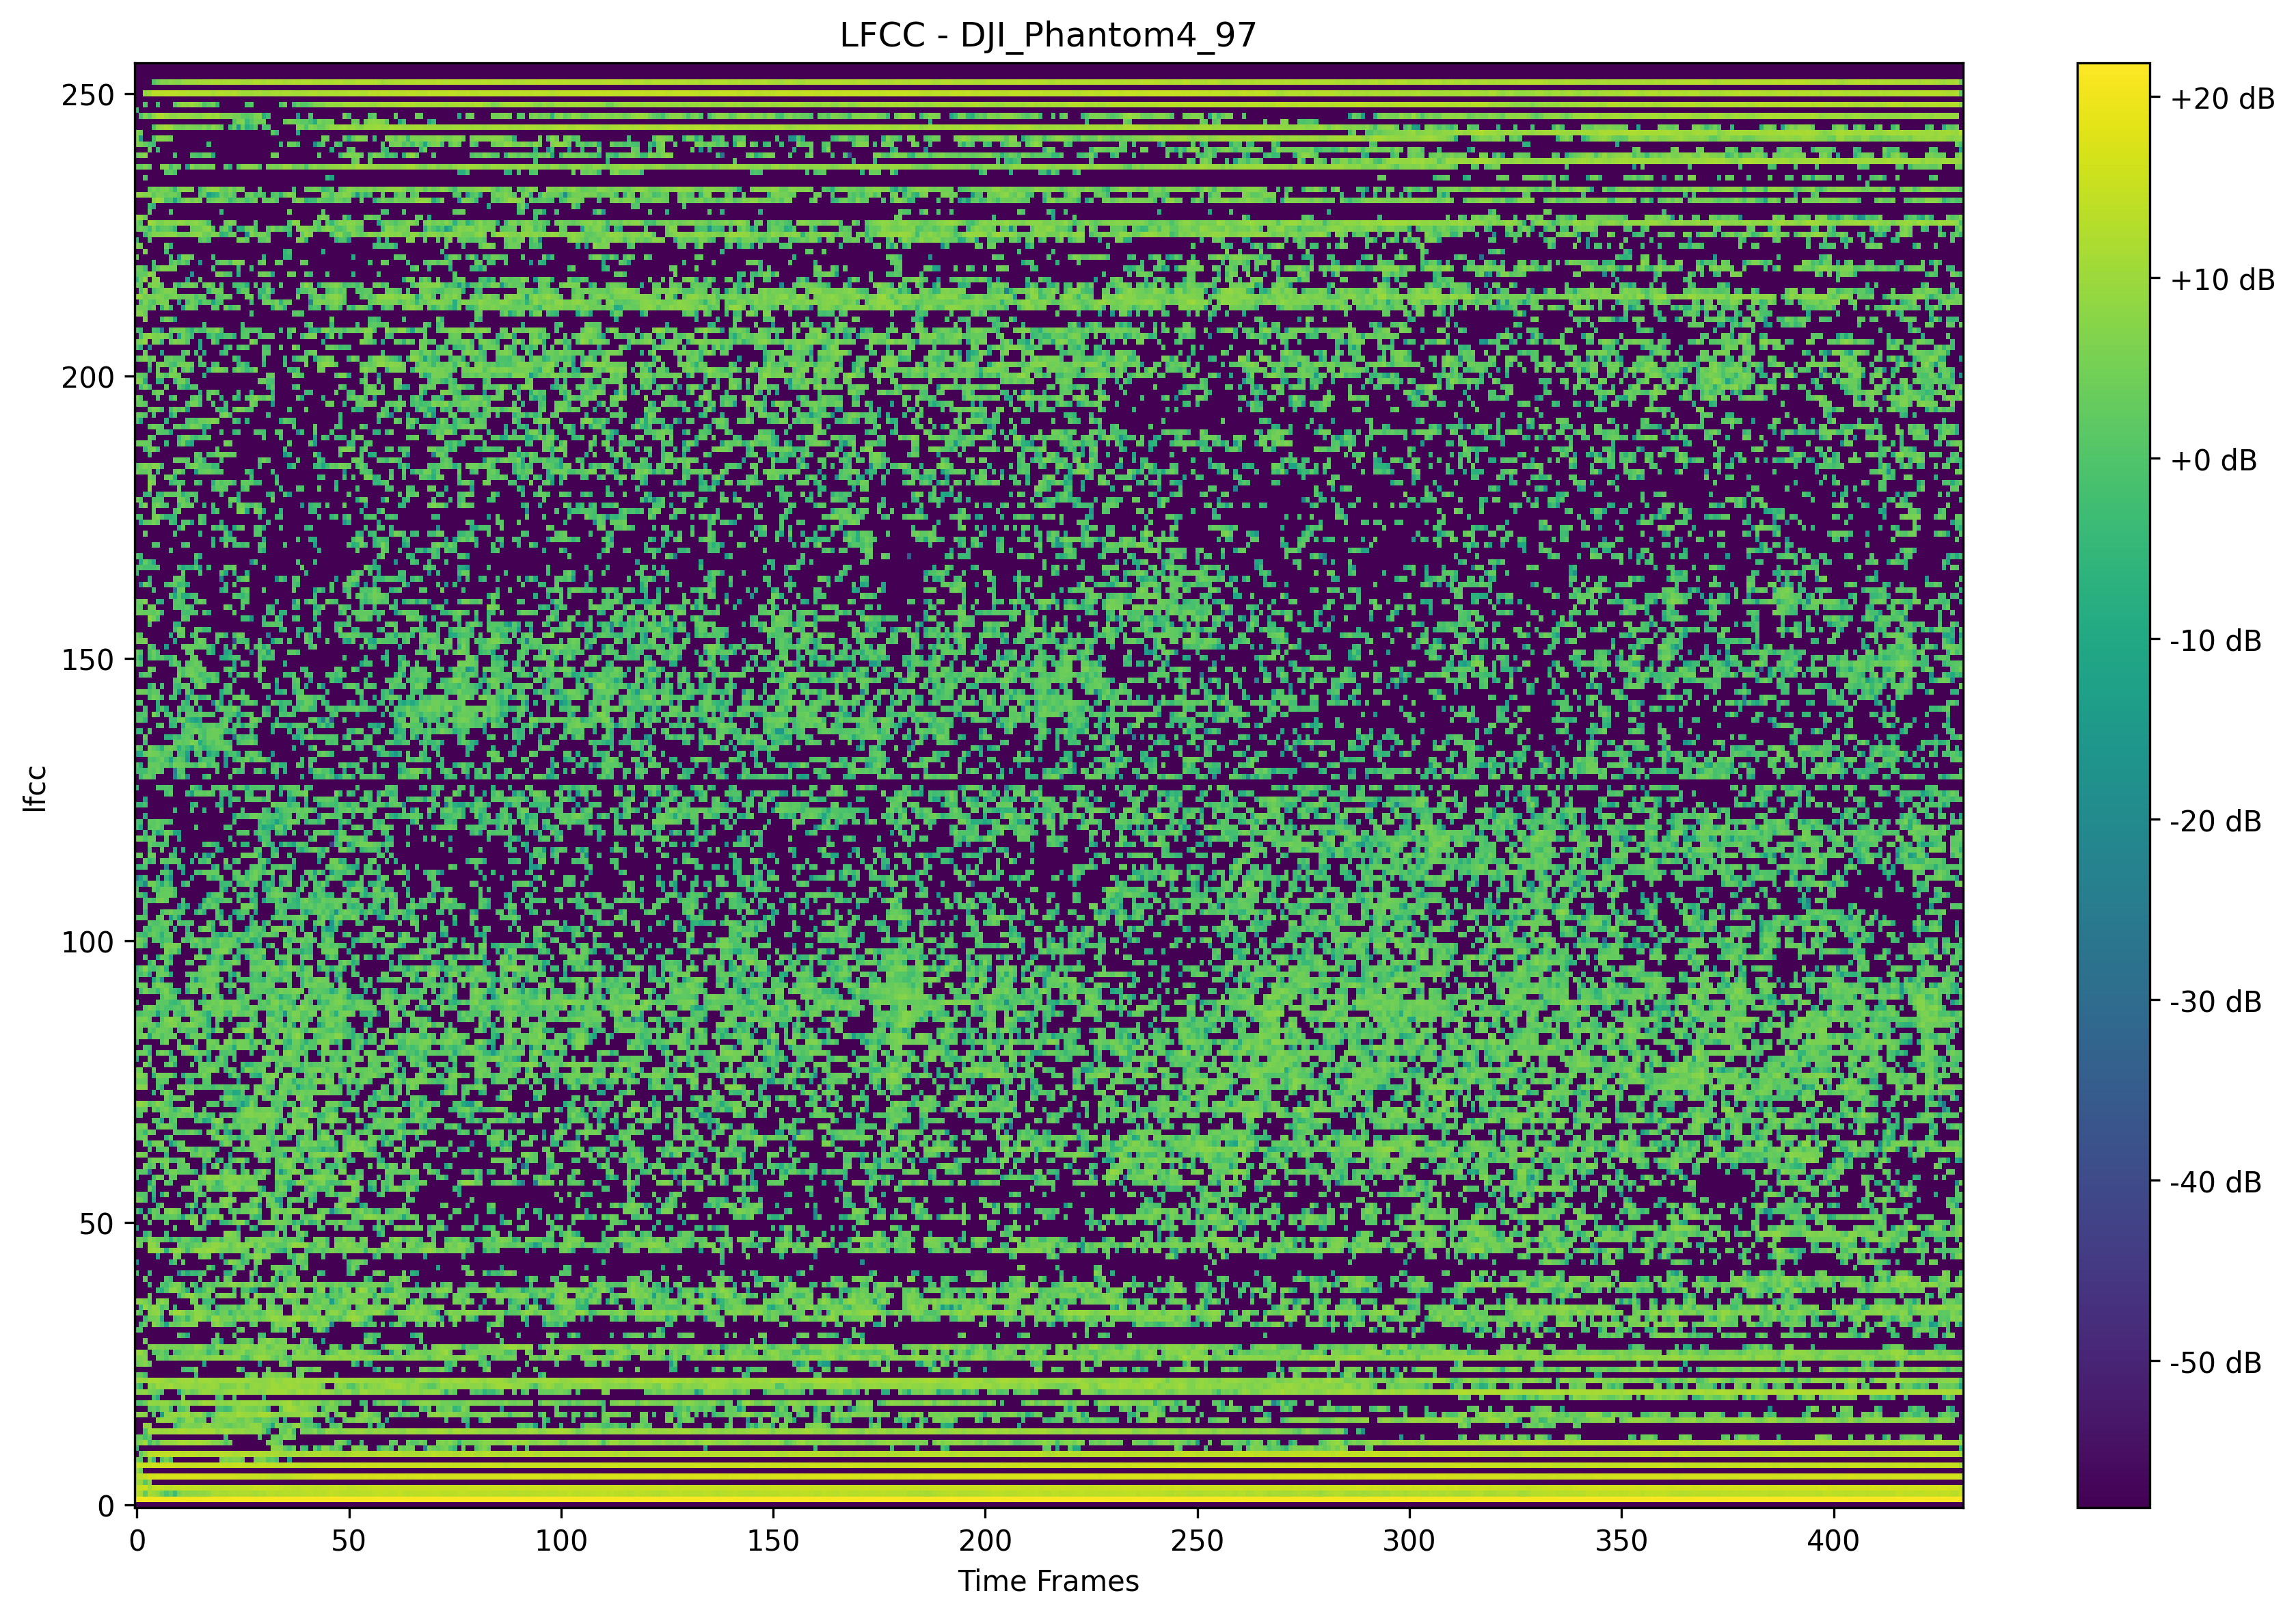 LFCC - DJI_Phantom4_97
250
200
150
100
50
0
lfcc
0 50 100 150 200 250 300 350 400
Time Frames
+20 dB
+10 dB
+0 dB
-10 dB
-20 dB
-30 dB
-40 dB
-50 dB